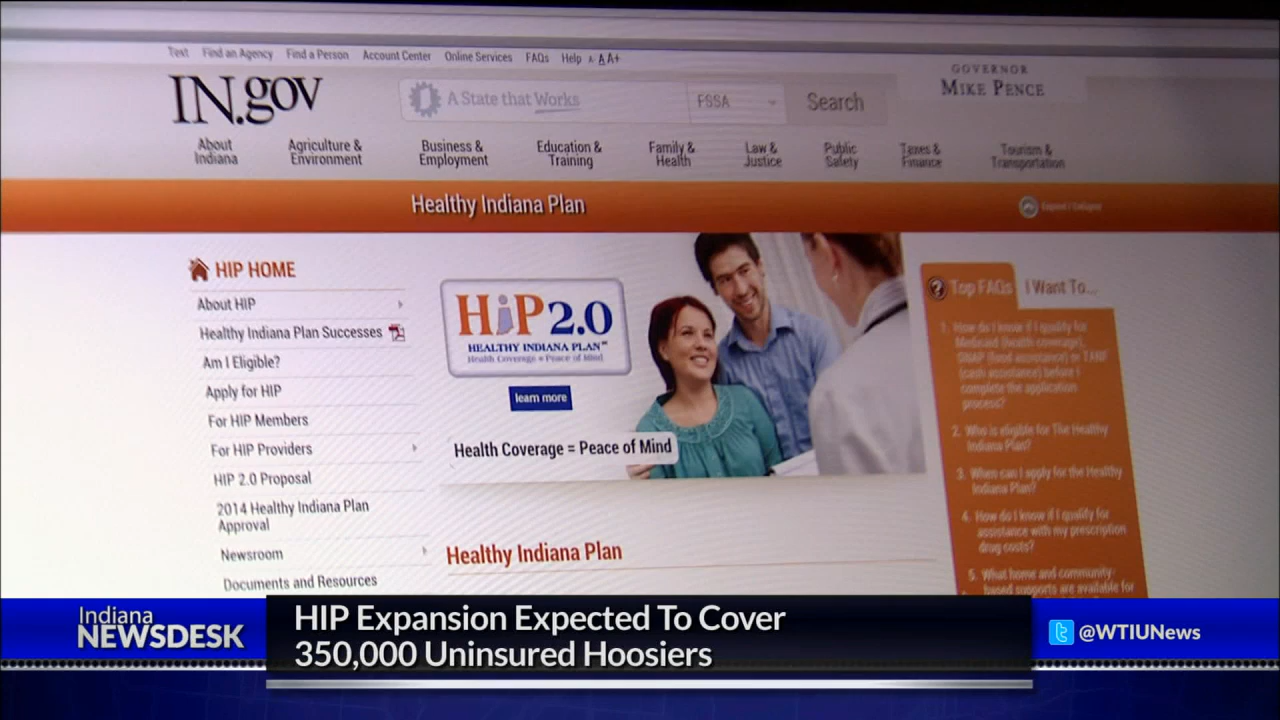 Text Find an Agency Find a Person Account Center Online Services FAQs Help A A A+
IN.gov
A State that Works
FSSA
Search
GOVERNOR
MIKE PENCE
About
Indiana
Agriculture &
Environment
Business &
Employment
Education &
Training
Family &
Health
Law &
Justice
Public
Safety
Taxes &
Finance
Tourism &
Transportation
Healthy Indiana Plan
Expand / Collapse
HIP HOME
About HIP
Healthy Indiana Plan Successes
Am I Eligible?
Apply for HIP
For HIP Members
For HIP Providers
HIP 2.0 Proposal
2014 Healthy Indiana Plan
Approval
Newsroom
Documents and Resources
HiP 2.0
HEALTHY INDIANA PLAN℠
Health Coverage = Peace of Mind
learn more
Health Coverage = Peace of Mind
Healthy Indiana Plan
Top FAQs I Want To...
1. How do I know if I qualify for
Medicaid (health coverage),
SNAP (food assistance) or TANF
(cash assistance) before I
complete the application
process?
2. Who is eligible for The Healthy
Indiana Plan?
3. When can I apply for the Healthy
Indiana Plan?
4. How do I know if I qualify for
assistance with my prescription
drug costs?
5. What home and community-
based supports are available for
Indiana
NEWSDESK
HIP Expansion Expected To Cover
350,000 Uninsured Hoosiers
@WTIUNews